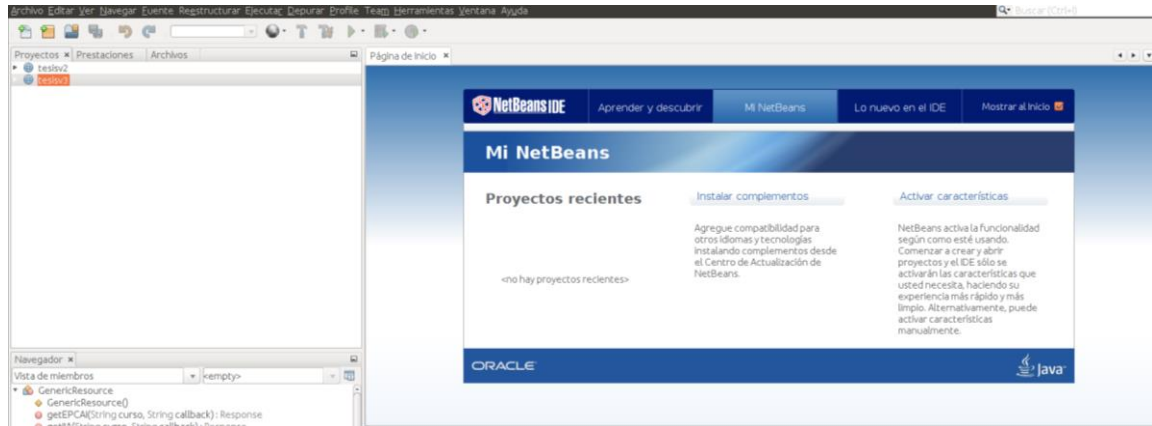 Archivo Editar Ver Navegar Fuente Reestructurar Ejecutar Depurar Profile Team Herramientas Ventana Ayuda
Buscar (Ctrl+I)
Proyectos Prestaciones Archivos
Página de Inicio
tesisv2
tesisv3
NetBeans IDE
Aprender y descubrir
Mi NetBeans
Lo nuevo en el IDE
Mostrar al Inicio
Mi NetBeans
Proyectos recientes
<no hay proyectos recientes>
Instalar complementos
Agregue compatibilidad para
otros idiomas y tecnologías
instalando complementos desde
el Centro de Actualización de
NetBeans.
Activar características
NetBeans activa la funcionalidad
según como esté usando.
Comenzar a crear y abrir
proyectos y el IDE sólo se
activarán las características que
usted necesita, haciendo su
experiencia más rápido y más
limpio. Alternativamente, puede
activar características
manualmente.
ORACLE
Java
Navegador
Vista de miembros
<empty>
GenericResource
GenericResource()
getEPCAI(String curso, String callback) : Response